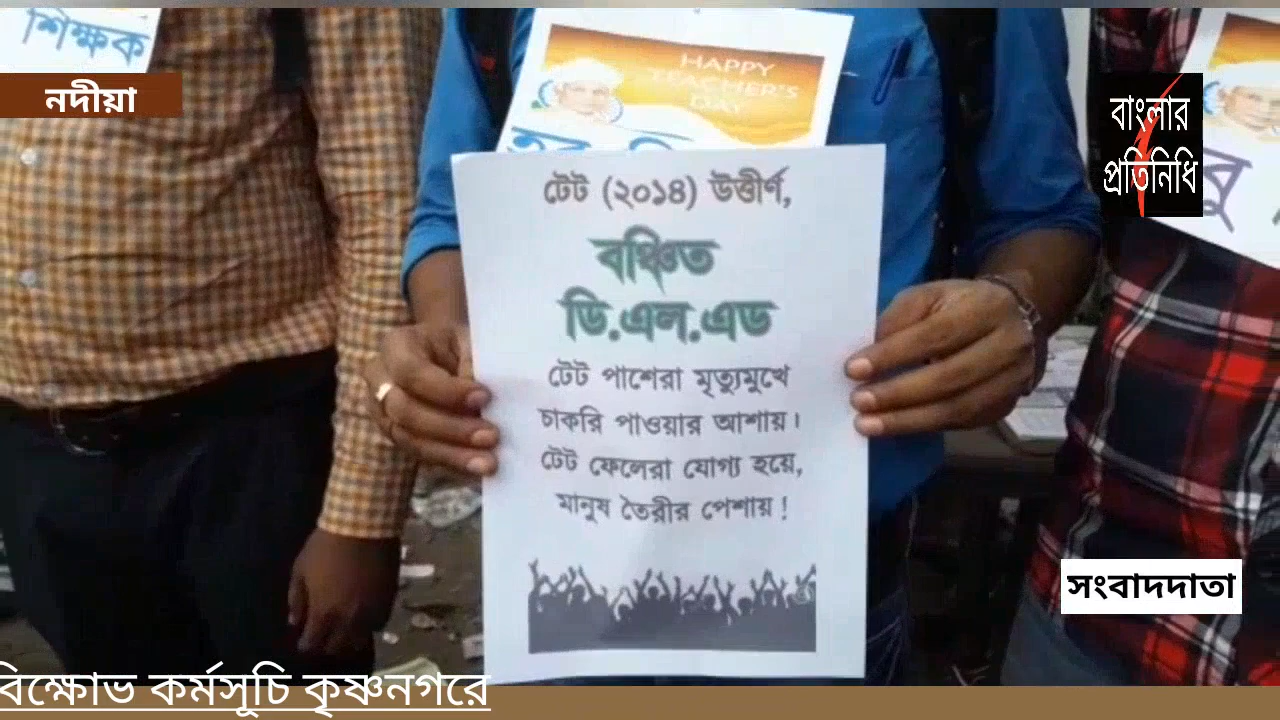 শিক্ষক
নদীয়া
HAPPY
TEACHER'S
DAY
বাংলার
প্রতিনিধি
টেট (২০১৪) উত্তীর্ণ,
বঞ্চিত
ডি.এল.এড
টেট পাশেরা মৃত্যুমুখে
চাকরি পাওয়ার আশায়।
টেট ফেলেরা যোগ্য হয়ে,
মানুষ তৈরীর পেশায় !
সংবাদদাতা
বিক্ষোভ কর্মসূচি কৃষ্ণনগরে